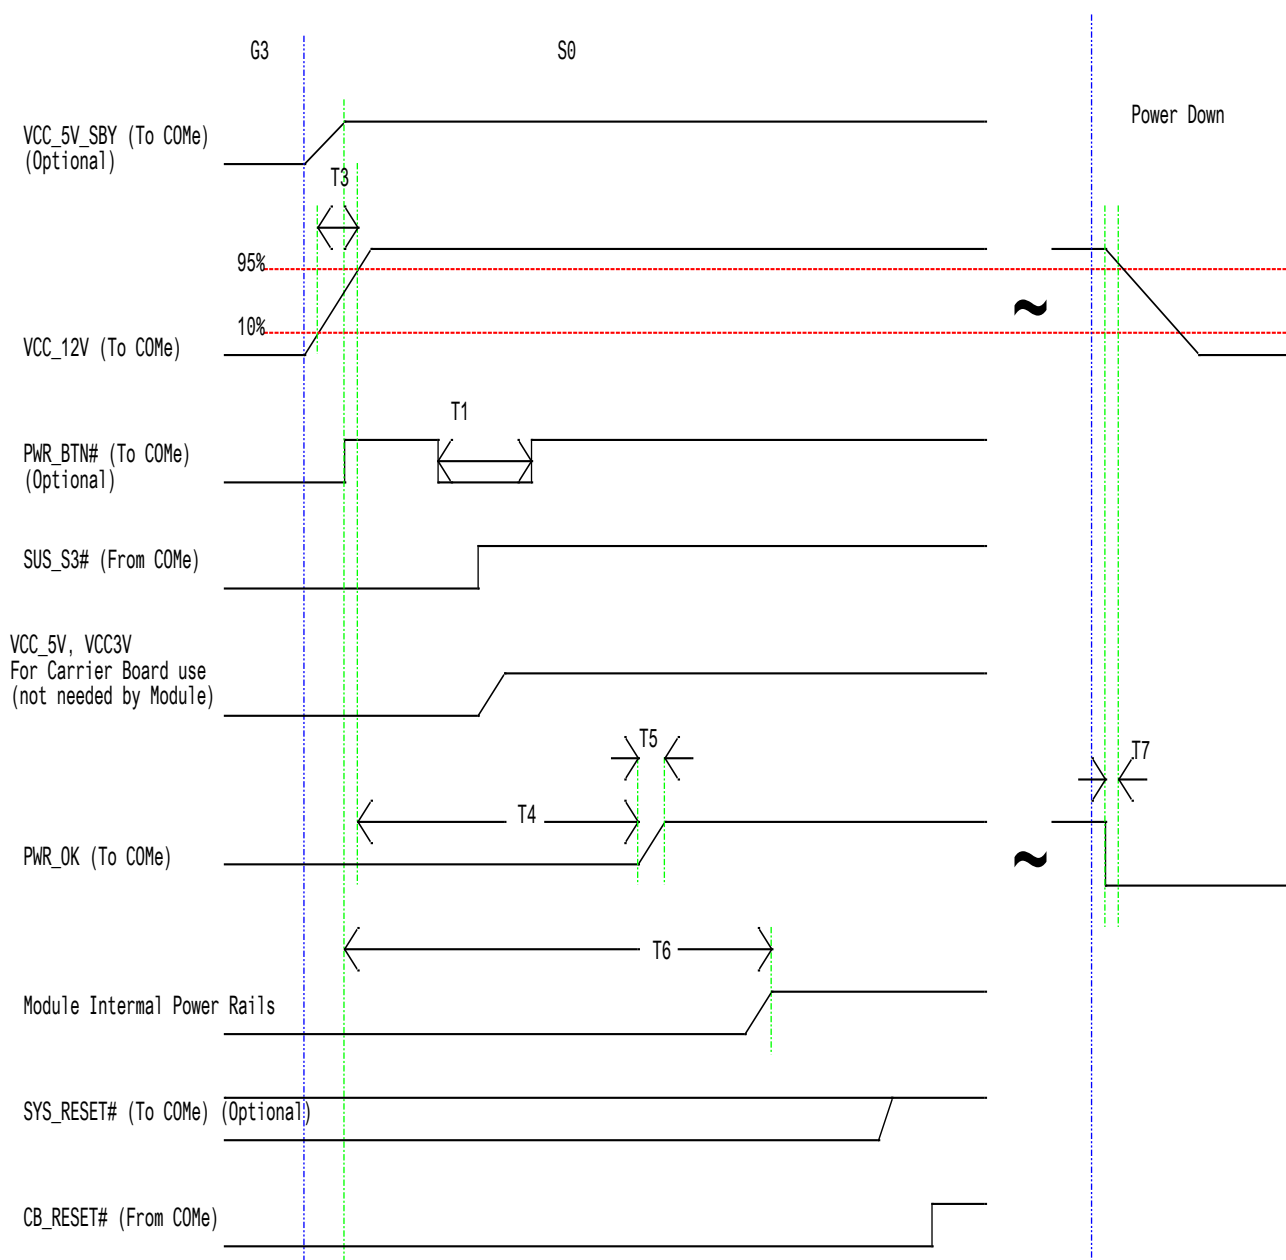 G3
S0
Power Down
VCC_5V_SBY (To COMe)
(Optional)
T3
95%
10%
VCC_12V (To COMe)
~
T1
PWR_BTN# (To COMe)
(Optional)
SUS_S3# (From COMe)
VCC_5V, VCC3V
For Carrier Board use
(not needed by Module)
T5
T7
T4
PWR_OK (To COMe)
~
T6
Module Internal Power Rails
SYS_RESET# (To COMe) (Optional)
CB_RESET# (From COMe)